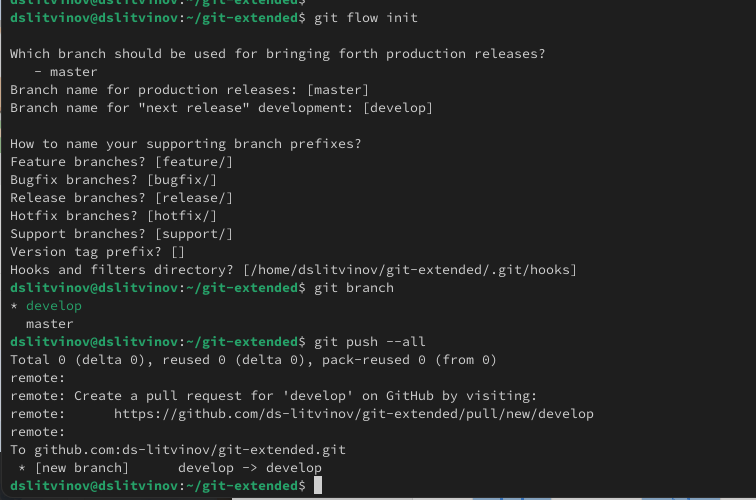 dslitvinov@dslitvinov:~/git-extended$
dslitvinov@dslitvinov:~/git-extended$ git flow init
Which branch should be used for bringing forth production releases?
   - master
Branch name for production releases: [master]
Branch name for "next release" development: [develop]
How to name your supporting branch prefixes?
Feature branches? [feature/]
Bugfix branches? [bugfix/]
Release branches? [release/]
Hotfix branches? [hotfix/]
Support branches? [support/]
Version tag prefix? []
Hooks and filters directory? [/home/dslitvinov/git-extended/.git/hooks]
dslitvinov@dslitvinov:~/git-extended$ git branch
* develop
  master
dslitvinov@dslitvinov:~/git-extended$ git push --all
Total 0 (delta 0), reused 0 (delta 0), pack-reused 0 (from 0)
remote:
remote: Create a pull request for 'develop' on GitHub by visiting:
remote:      https://github.com/ds-litvinov/git-extended/pull/new/develop
remote:
To github.com:ds-litvinov/git-extended.git
 * [new branch]      develop -> develop
dslitvinov@dslitvinov:~/git-extended$